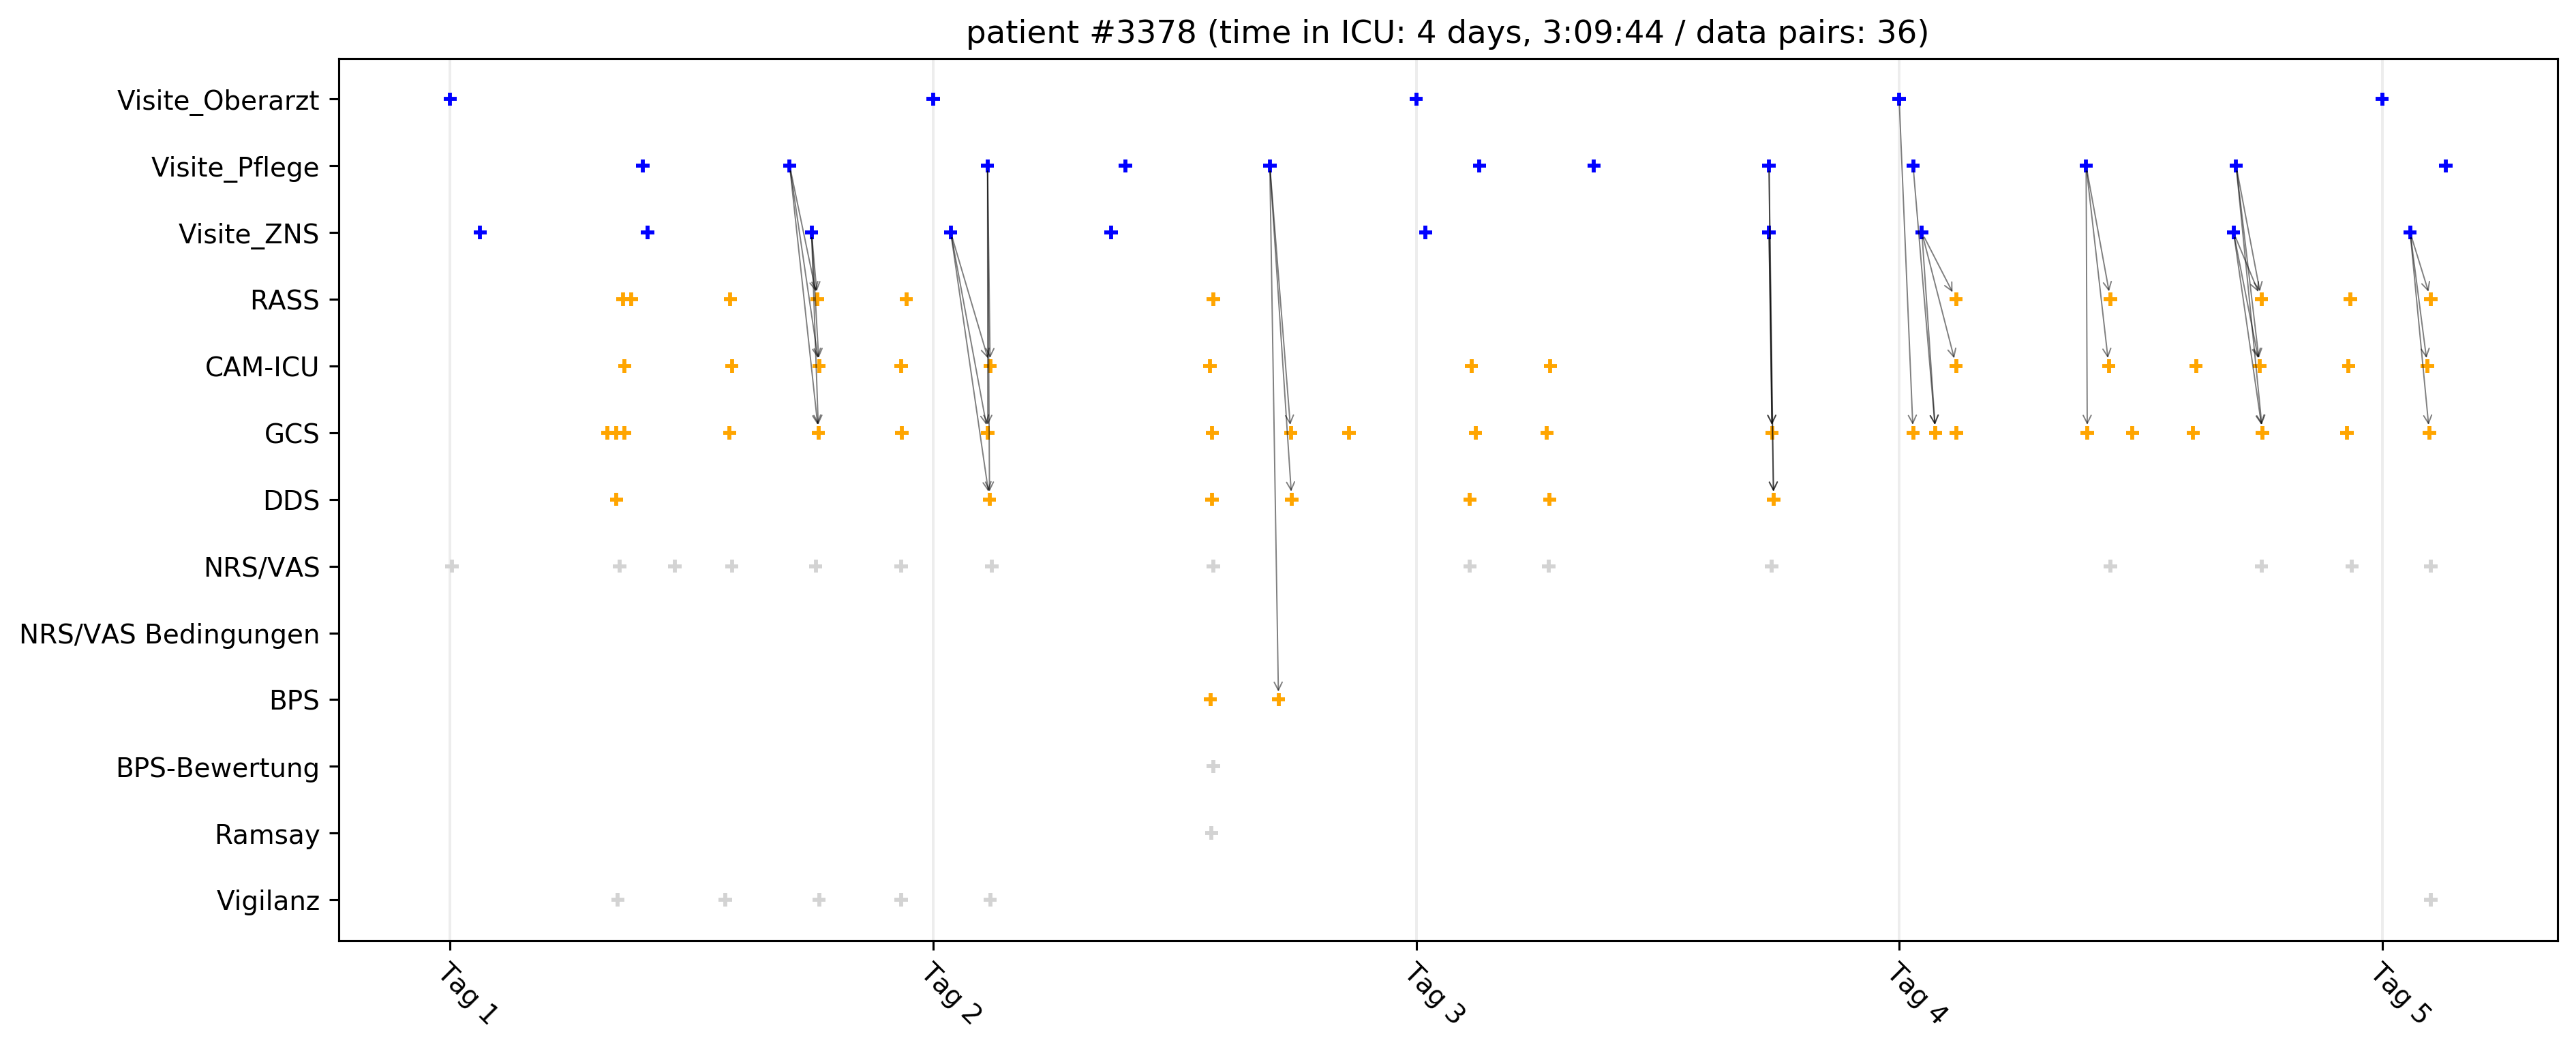 patient #3378 (time in ICU: 4 days, 3:09:44 / data pairs: 36)
Visite_Oberarzt
Visite_Pflege
Visite_ZNS
RASS
CAM-ICU
GCS
DDS
NRS/VAS
NRS/VAS Bedingungen
BPS
BPS-Bewertung
Ramsay
Vigilanz
Tag 1
Tag 2
Tag 3
Tag 4
Tag 5